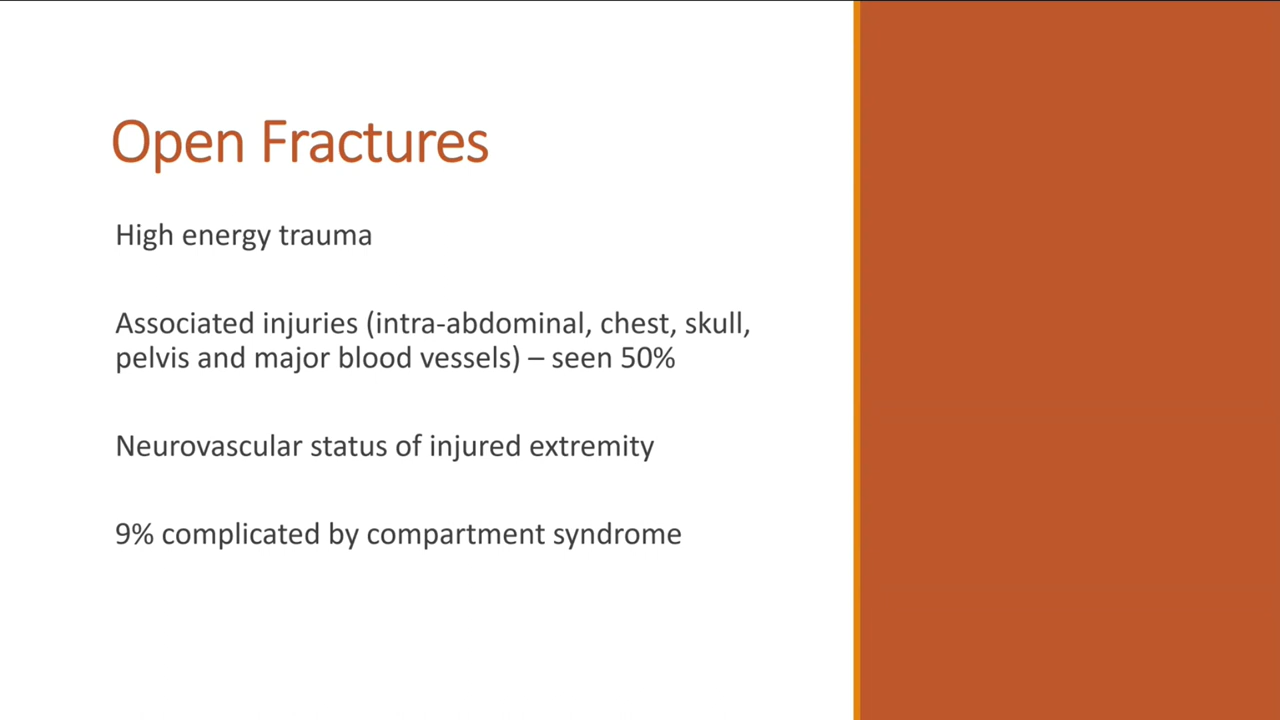 Open Fractures
High energy trauma
Associated injuries (intra-abdominal, chest, skull,
pelvis and major blood vessels) – seen 50%
Neurovascular status of injured extremity
9% complicated by compartment syndrome